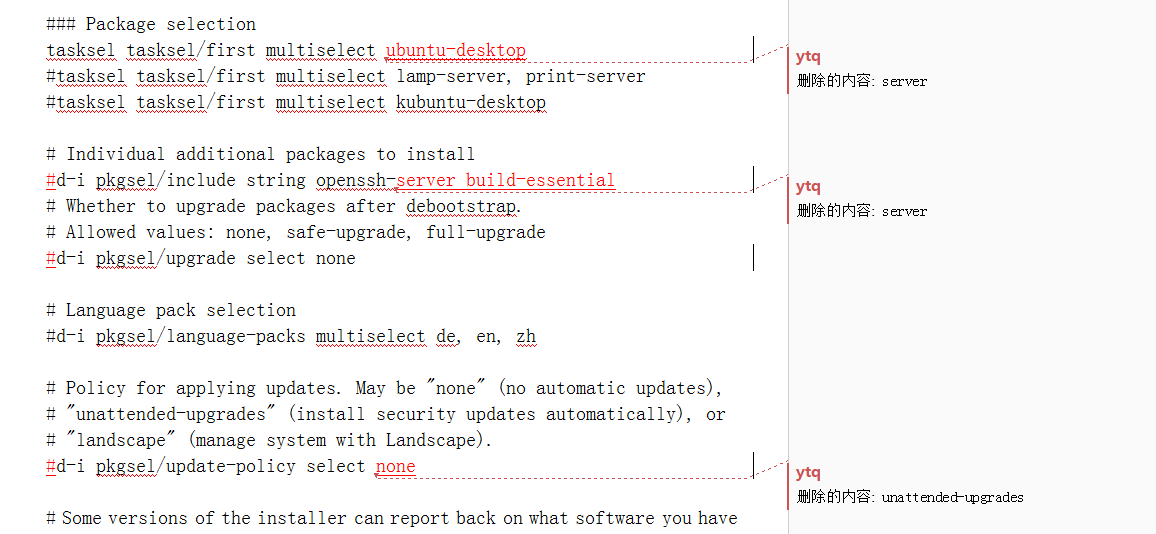 ### Package selection
tasksel tasksel/first multiselect ubuntu-desktop
#tasksel tasksel/first multiselect lamp-server, print-server
#tasksel tasksel/first multiselect kubuntu-desktop
# Individual additional packages to install
#d-i pkgsel/include string openssh-server build-essential
# Whether to upgrade packages after debootstrap.
# Allowed values: none, safe-upgrade, full-upgrade
#d-i pkgsel/upgrade select none
# Language pack selection
#d-i pkgsel/language-packs multiselect de, en, zh
# Policy for applying updates. May be "none" (no automatic updates),
# "unattended-upgrades" (install security updates automatically), or
# "landscape" (manage system with Landscape).
#d-i pkgsel/update-policy select none
# Some versions of the installer can report back on what software you have
ytq
删除的内容: server
ytq
删除的内容: server
ytq
删除的内容: unattended-upgrades